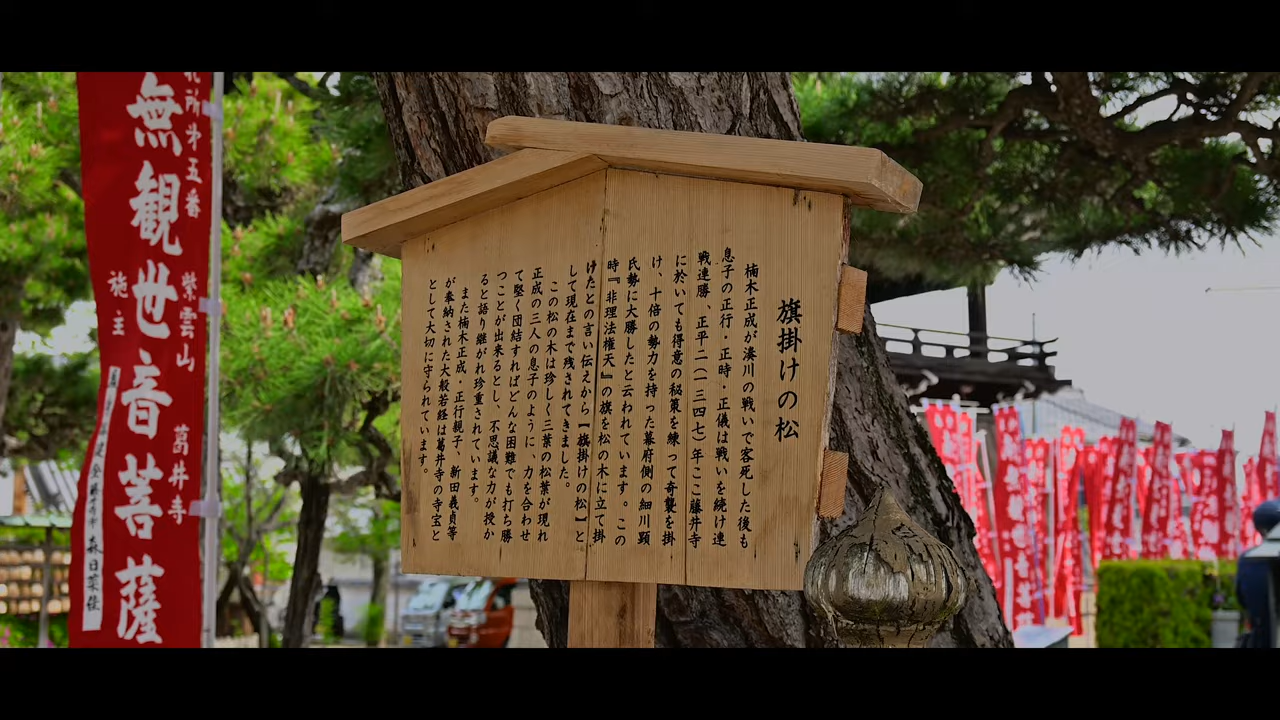 旗掛けの松
楠木正成が湊川の戦いで客死した後も
息子の正行・正時・正儀は戦いを続け連
戦連勝、正平二(一三四七)年ここ藤井寺
に於いても得意の秘策を練って奇襲を掛
け、十倍の勢力を持った幕府側の細川顕
氏勢に大勝したと云われています。この
時『非理法権天』の旗を松の木に立て掛
けたとの言い伝えから【旗掛けの松】と
して現在まで残されてきました。
この松の木は珍しく三葉の松葉が現れ
正成の三人の息子のように、力を合わせ
て堅く団結すればどんな困難でも打ち勝
つことが出来るとし、不思議な力が授か
ると語り継がれ珍重されています。
また楠木正成・正行親子、新田義貞等
が奉納された大般若経は葛井寺の寺宝と
として大切に守られています。
札所第五番
紫雲山
葛井寺
無観世音菩薩
施主
森日菜佳